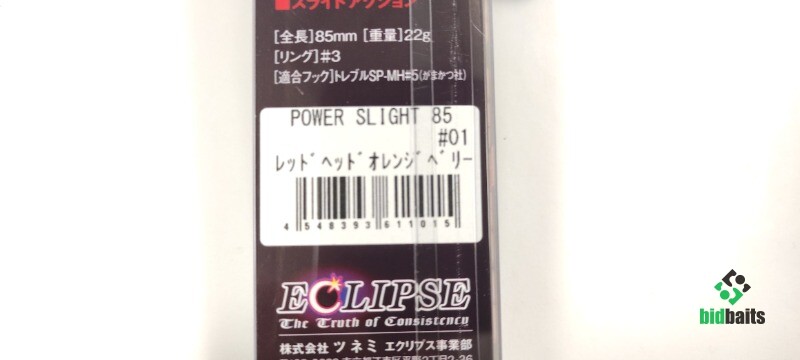 ■スライドアクション
[全長]85mm [重量]22g
[リング]#3
[適合フック]トレブルSP-MH#5(がまかつ社)
POWER SLIGHT 85
#01
レッドヘッドオレンジベリー
4 548393 611015
ECLIPSE
The Truth of Consistency
株式会社 ツネミ エクリプス事業部
bidbaits